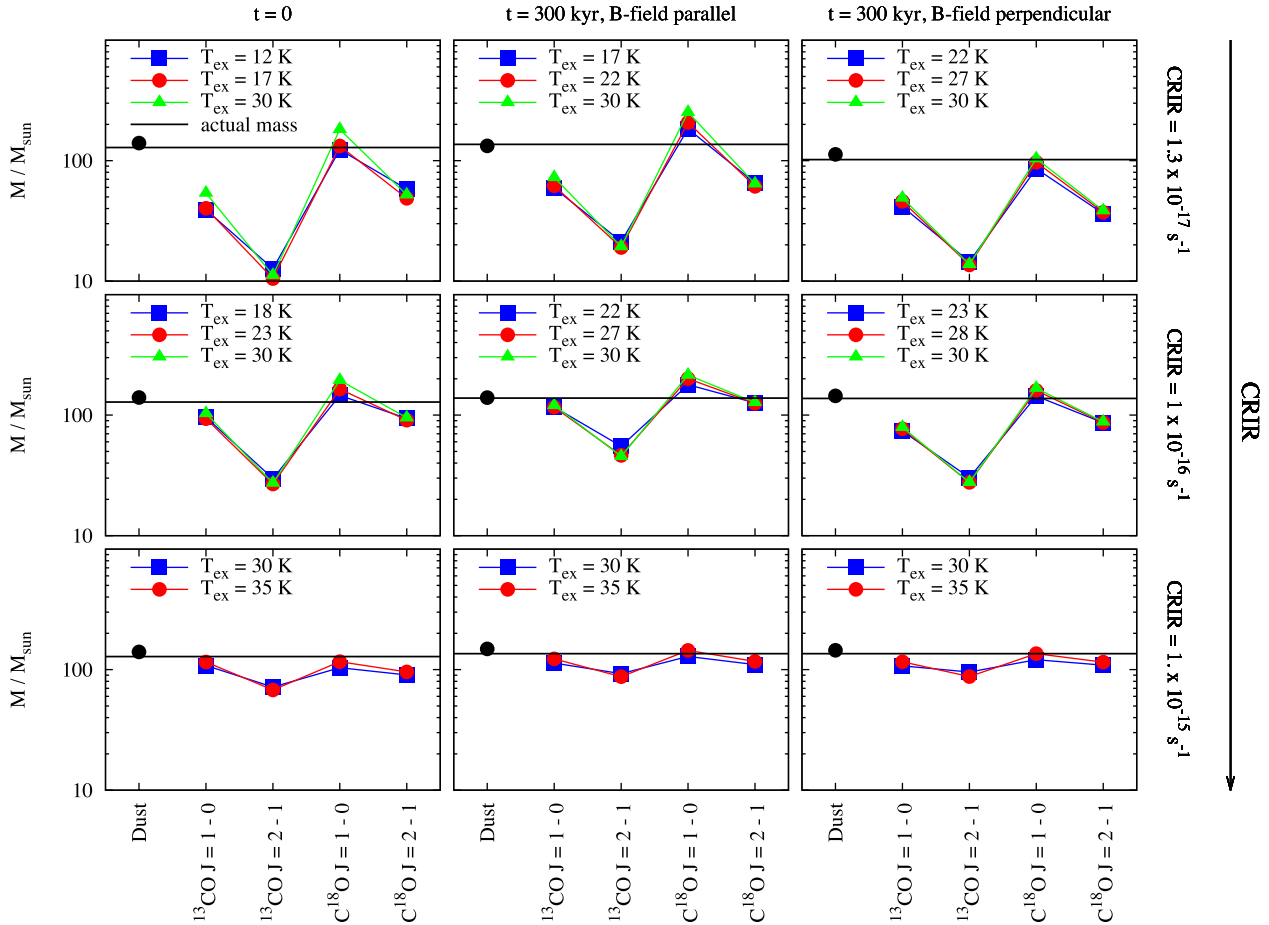 t = 0
t = 300 kyr, B-field parallel
t = 300 kyr, B-field perpendicular
M / M_sun
100
10
T_ex = 12 K
T_ex = 17 K
T_ex = 30 K
actual mass
T_ex = 17 K
T_ex = 22 K
T_ex = 30 K
T_ex = 22 K
T_ex = 27 K
T_ex = 30 K
CRIR = 1.3 x 10^-17 s^-1
M / M_sun
100
10
T_ex = 18 K
T_ex = 23 K
T_ex = 30 K
T_ex = 22 K
T_ex = 27 K
T_ex = 30 K
T_ex = 23 K
T_ex = 28 K
T_ex = 30 K
CRIR = 1 x 10^-16 s^-1
CRIR
M / M_sun
100
10
T_ex = 30 K
T_ex = 35 K
T_ex = 30 K
T_ex = 35 K
T_ex = 30 K
T_ex = 35 K
CRIR = 1. x 10^-15 s^-1
Dust
^13CO J = 1 - 0
^13CO J = 2 - 1
C^18O J = 1 - 0
C^18O J = 2 - 1
Dust
^13CO J = 1 - 0
^13CO J = 2 - 1
C^18O J = 1 - 0
C^18O J = 2 - 1
Dust
^13CO J = 1 - 0
^13CO J = 2 - 1
C^18O J = 1 - 0
C^18O J = 2 - 1